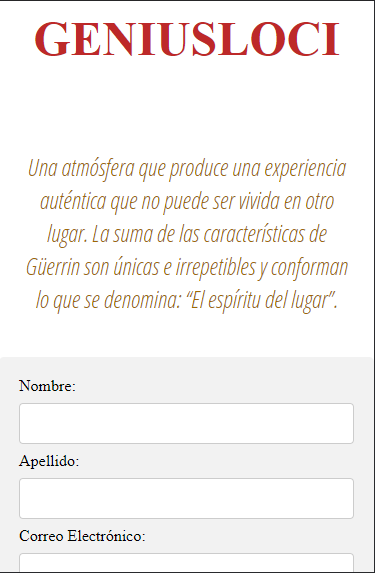 GENIUSLOCI
Una atmósfera que produce una experiencia
auténtica que no puede ser vivida en otro
lugar. La suma de las características de
Güerrin son únicas e irrepetibles y conforman
lo que se denomina: “El espíritu del lugar”.
Nombre:
Apellido:
Correo Electrónico: